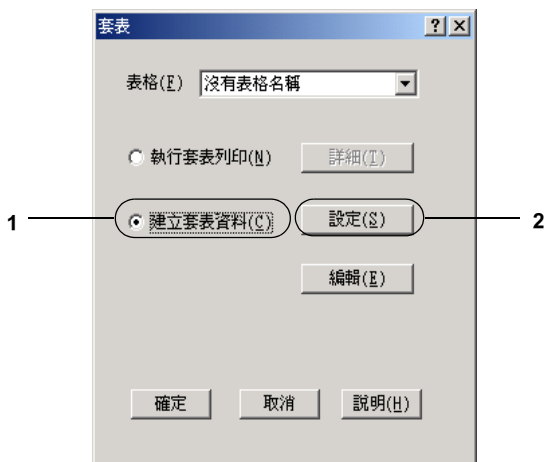 套表
表格(F) 沒有表格名稱
執行套表列印(N) 詳細(T)
1 建立套表資料(C) 設定(S) 2
編輯(E)
確定 取消 說明(H)